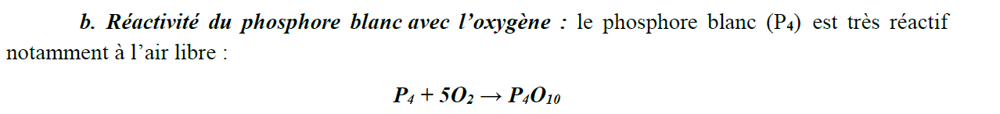 b. Réactivité du phosphore blanc avec l’oxygène : le phosphore blanc (P₄) est très réactif
notamment à l’air libre :
P₄ + 5O₂ → P₄O₁₀